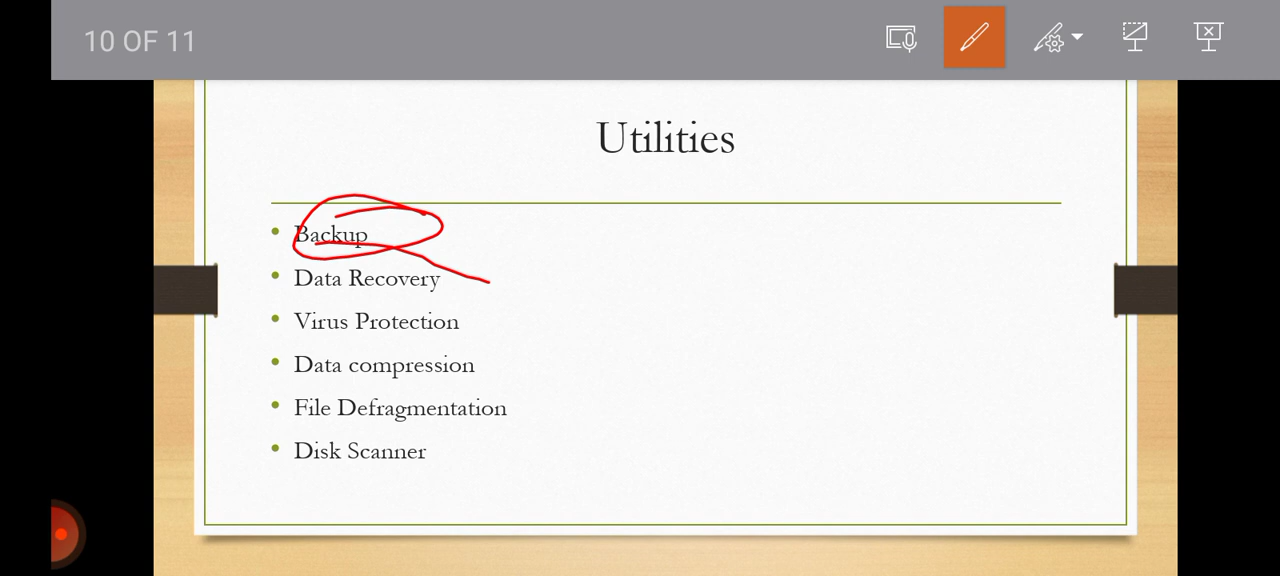 10 OF 11
Utilities
• Backup
• Data Recovery
• Virus Protection
• Data compression
• File Defragmentation
• Disk Scanner